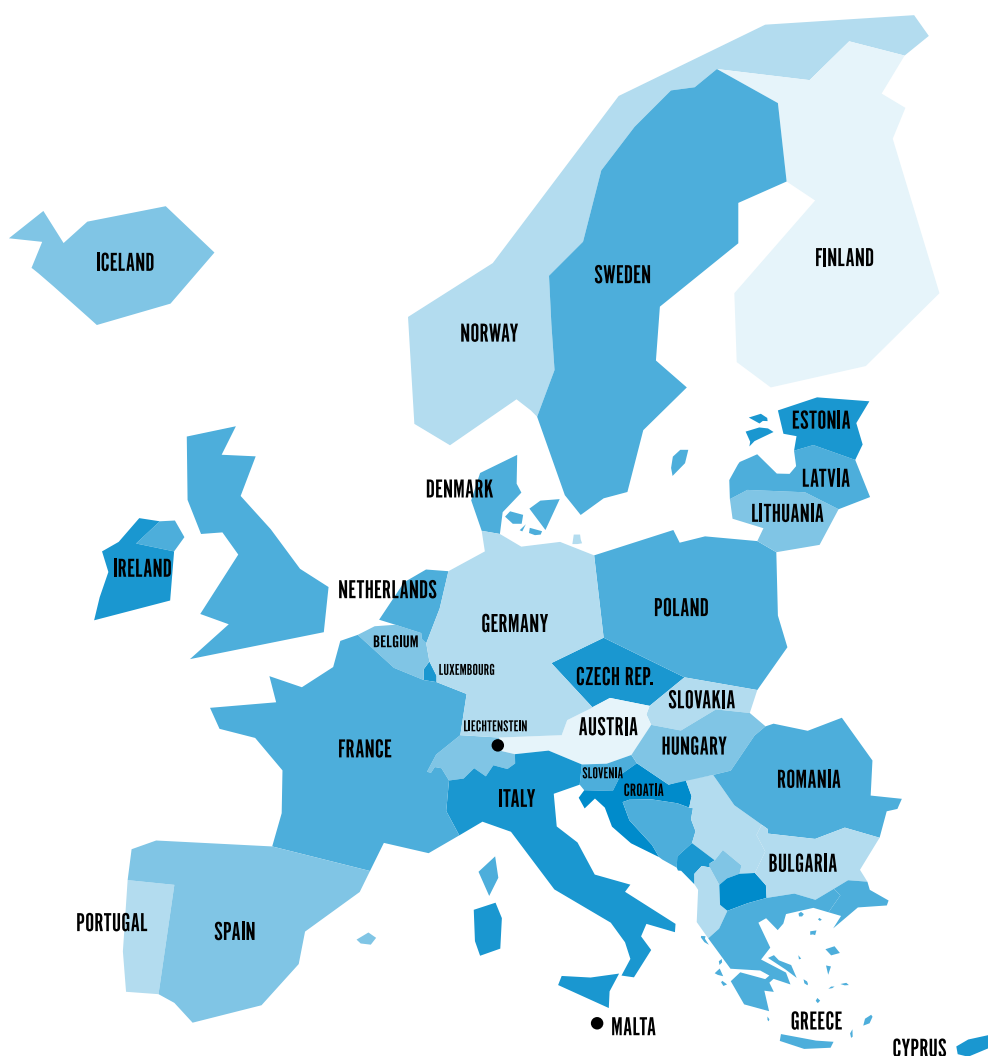 ICELAND
FINLAND
SWEDEN
NORWAY
ESTONIA
LATVIA
DENMARK
LITHUANIA
IRELAND
NETHERLANDS
POLAND
GERMANY
BELGIUM
LUXEMBOURG
CZECH REP.
SLOVAKIA
LIECHTENSTEIN
AUSTRIA
HUNGARY
FRANCE
SLOVENIA
ROMANIA
CROATIA
ITALY
BULGARIA
PORTUGAL
SPAIN
GREECE
MALTA
CYPRUS